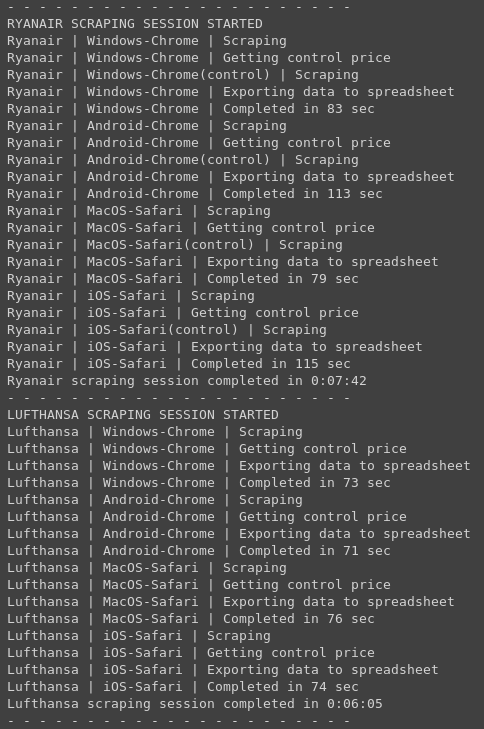 - - - - - - - - - - - - - - - - - - - - - -
RYANAIR SCRAPING SESSION STARTED
Ryanair | Windows-Chrome | Scraping
Ryanair | Windows-Chrome | Getting control price
Ryanair | Windows-Chrome(control) | Scraping
Ryanair | Windows-Chrome | Exporting data to spreadsheet
Ryanair | Windows-Chrome | Completed in 83 sec
Ryanair | Android-Chrome | Scraping
Ryanair | Android-Chrome | Getting control price
Ryanair | Android-Chrome(control) | Scraping
Ryanair | Android-Chrome | Exporting data to spreadsheet
Ryanair | Android-Chrome | Completed in 113 sec
Ryanair | MacOS-Safari | Scraping
Ryanair | MacOS-Safari | Getting control price
Ryanair | MacOS-Safari(control) | Scraping
Ryanair | MacOS-Safari | Exporting data to spreadsheet
Ryanair | MacOS-Safari | Completed in 79 sec
Ryanair | iOS-Safari | Scraping
Ryanair | iOS-Safari | Getting control price
Ryanair | iOS-Safari(control) | Scraping
Ryanair | iOS-Safari | Exporting data to spreadsheet
Ryanair | iOS-Safari | Completed in 115 sec
Ryanair scraping session completed in 0:07:42
- - - - - - - - - - - - - - - - - - - - - -
LUFTHANSA SCRAPING SESSION STARTED
Lufthansa | Windows-Chrome | Scraping
Lufthansa | Windows-Chrome | Getting control price
Lufthansa | Windows-Chrome | Exporting data to spreadsheet
Lufthansa | Windows-Chrome | Completed in 73 sec
Lufthansa | Android-Chrome | Scraping
Lufthansa | Android-Chrome | Getting control price
Lufthansa | Android-Chrome | Exporting data to spreadsheet
Lufthansa | Android-Chrome | Completed in 71 sec
Lufthansa | MacOS-Safari | Scraping
Lufthansa | MacOS-Safari | Getting control price
Lufthansa | MacOS-Safari | Exporting data to spreadsheet
Lufthansa | MacOS-Safari | Completed in 76 sec
Lufthansa | iOS-Safari | Scraping
Lufthansa | iOS-Safari | Getting control price
Lufthansa | iOS-Safari | Exporting data to spreadsheet
Lufthansa | iOS-Safari | Completed in 74 sec
Lufthansa scraping session completed in 0:06:05
- - - - - - - - - - - - - - - - - - - - - -